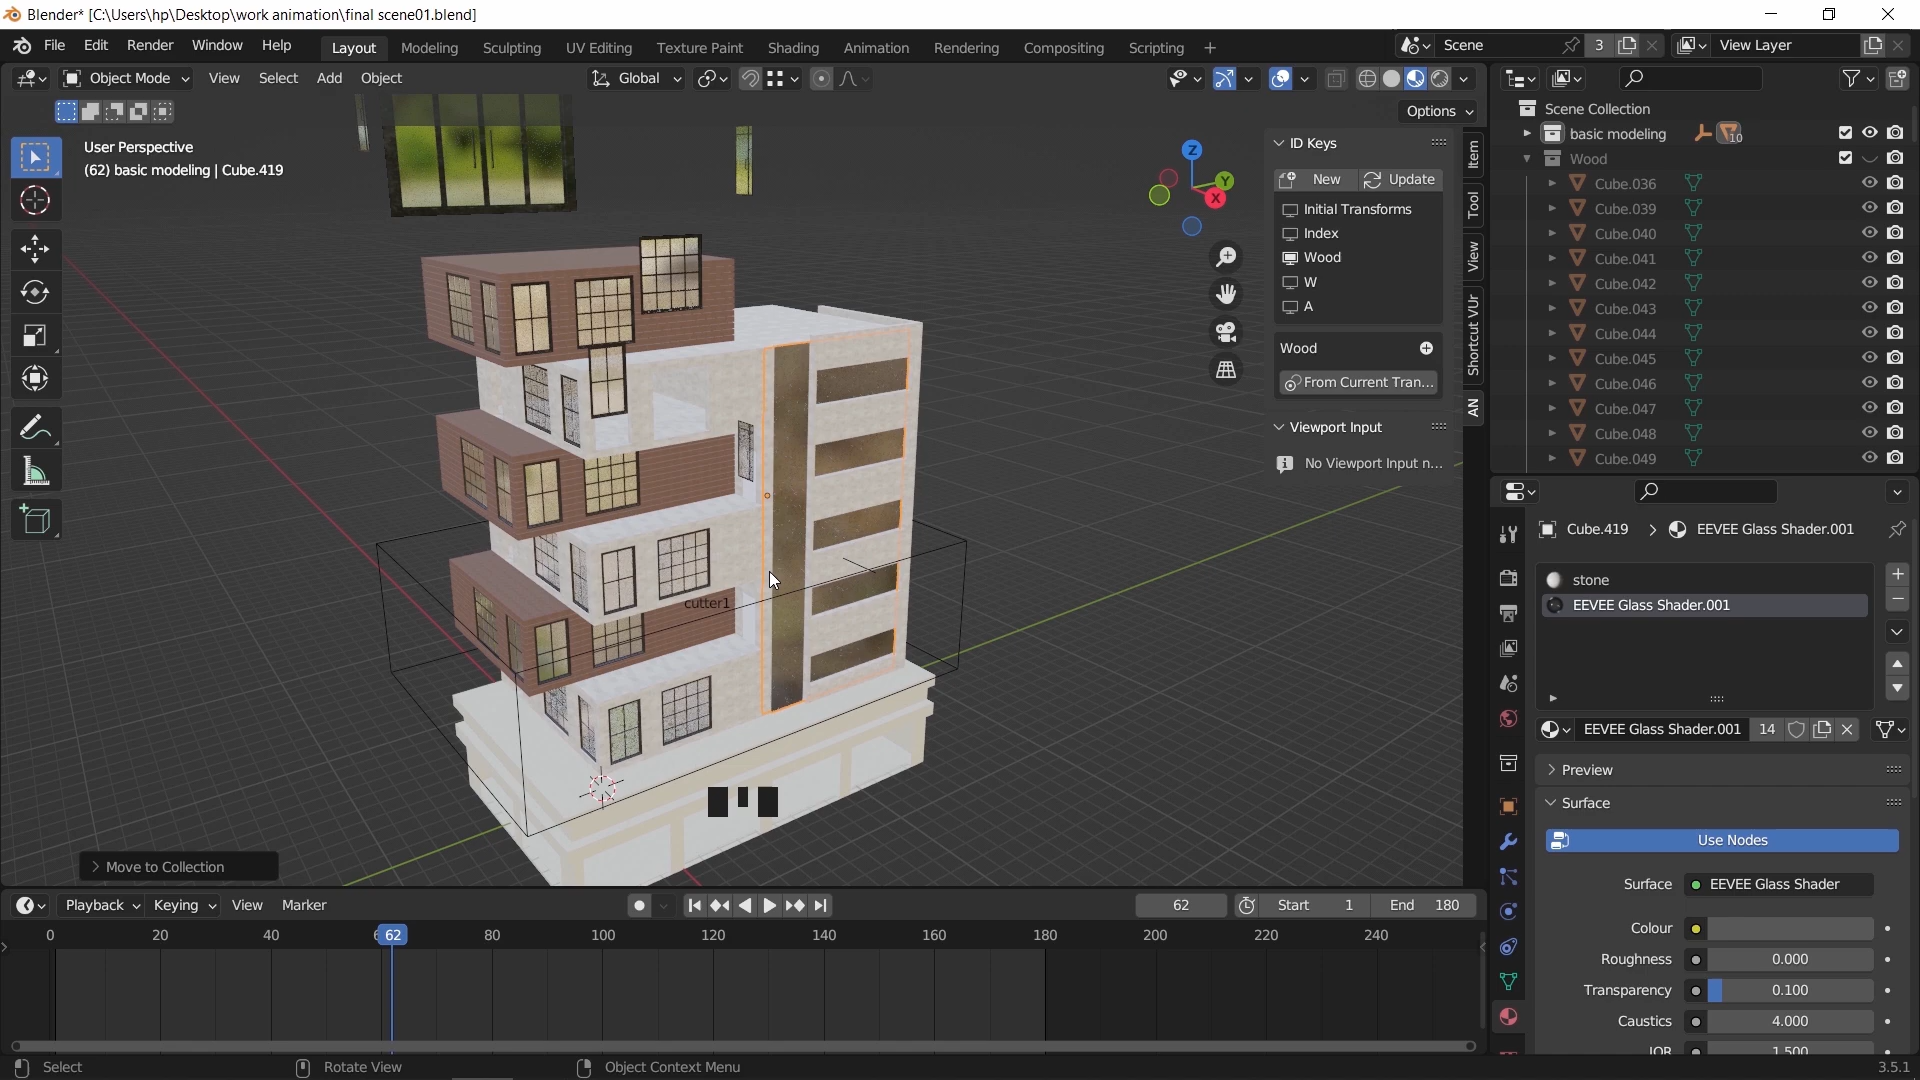 Blender* [C:\Users\hp\Desktop\work animation\final scene01.blend]
File Edit Render Window Help
Layout Modeling Sculpting UV Editing Texture Paint Shading Animation Rendering Compositing Scripting +
Scene 3 View Layer
Object Mode View Select Add Object Global
Options
User Perspective
(62) basic modeling | Cube.419
Z
Y
X
ID Keys
New Update
Initial Transforms
Index
Wood
W
A
Wood
From Current Tran...
Viewport Input
No Viewport Input n...
Item
Tool
View
Shortcut VUr
AN
cutter1
Move to Collection
Scene Collection
basic modeling 10
Wood
Cube.036
Cube.039
Cube.040
Cube.041
Cube.042
Cube.043
Cube.044
Cube.045
Cube.046
Cube.047
Cube.048
Cube.049
Cube.419 > EEVEE Glass Shader.001
stone
EEVEE Glass Shader.001
EEVEE Glass Shader.001 14
Preview
Surface
Use Nodes
Surface EEVEE Glass Shader
Colour
Roughness 0.000
Transparency 0.100
Caustics 4.000
IOR 1.500
Playback Keying View Marker
62 Start 1 End 180
0 20 40 62 80 100 120 140 160 180 200 220 240
Select Rotate View Object Context Menu
3.5.1